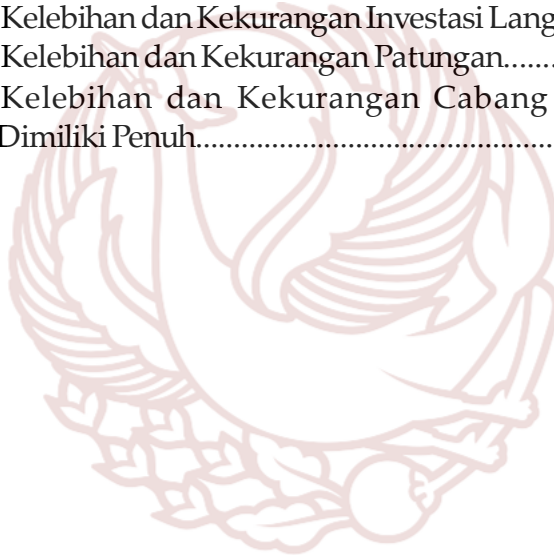 Kelebihan dan Kekurangan Investasi Lang
Kelebihan dan Kekurangan Patungan........
Kelebihan dan Kekurangan Cabang
Dimiliki Penuh....................................................